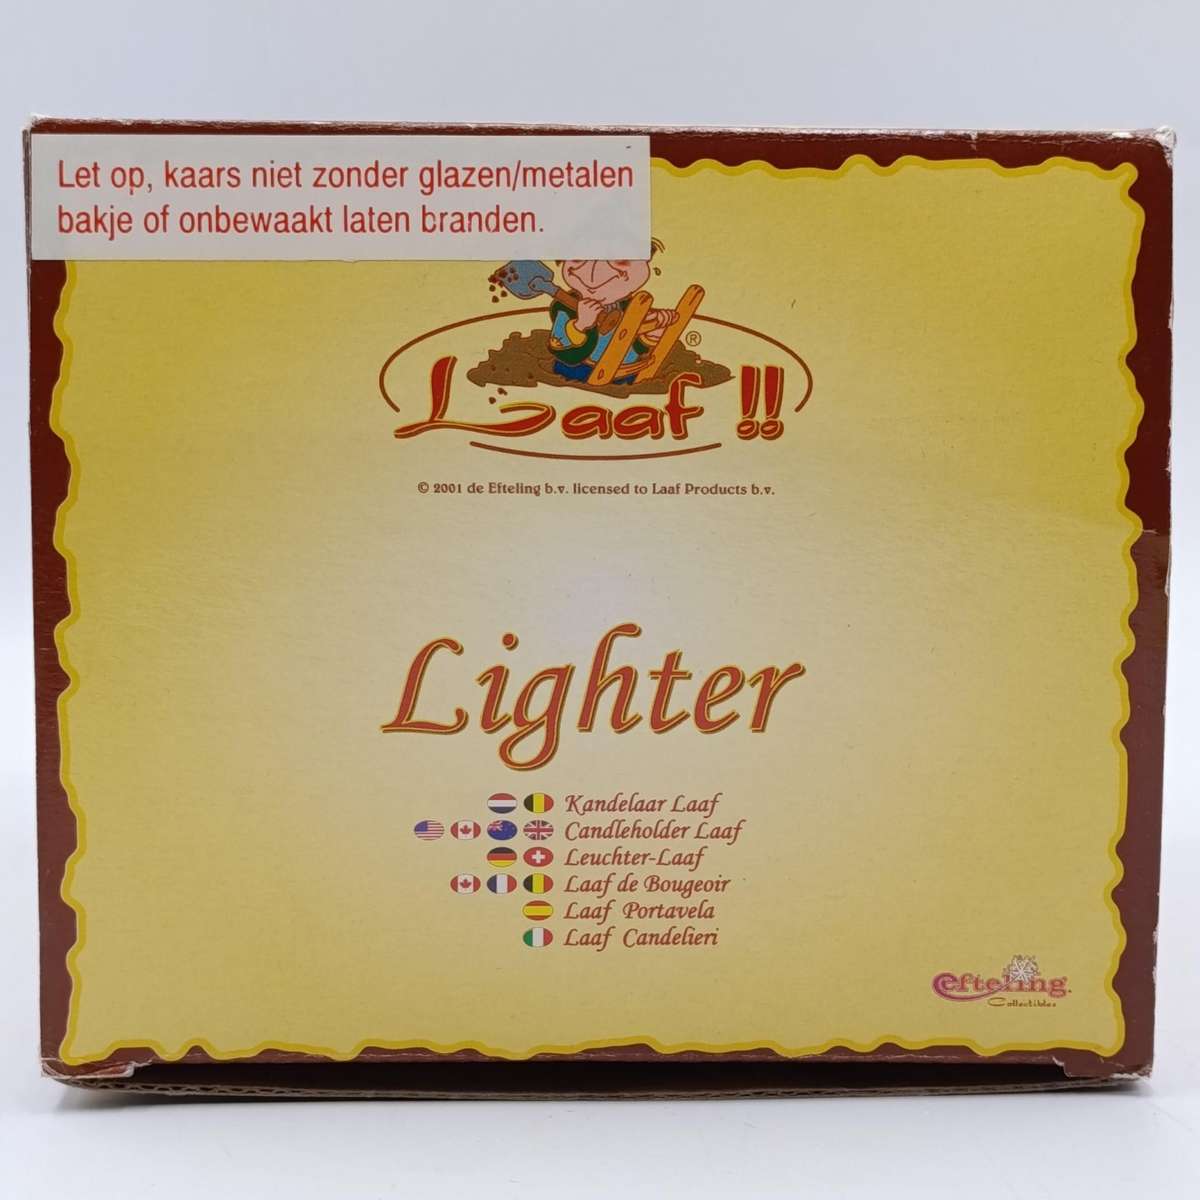 Let op, kaars niet zonder glazen/metalen
bakje of onbewaakt laten branden.
®
Laaf !!
© 2001 de Efteling b.v. licensed to Laaf Products b.v.
Lighter
Kandelaar Laaf
Candleholder Laaf
Leuchter-Laaf
Laaf de Bougeoir
Laaf Portavela
Laaf Candelieri
efteling
Collectibles